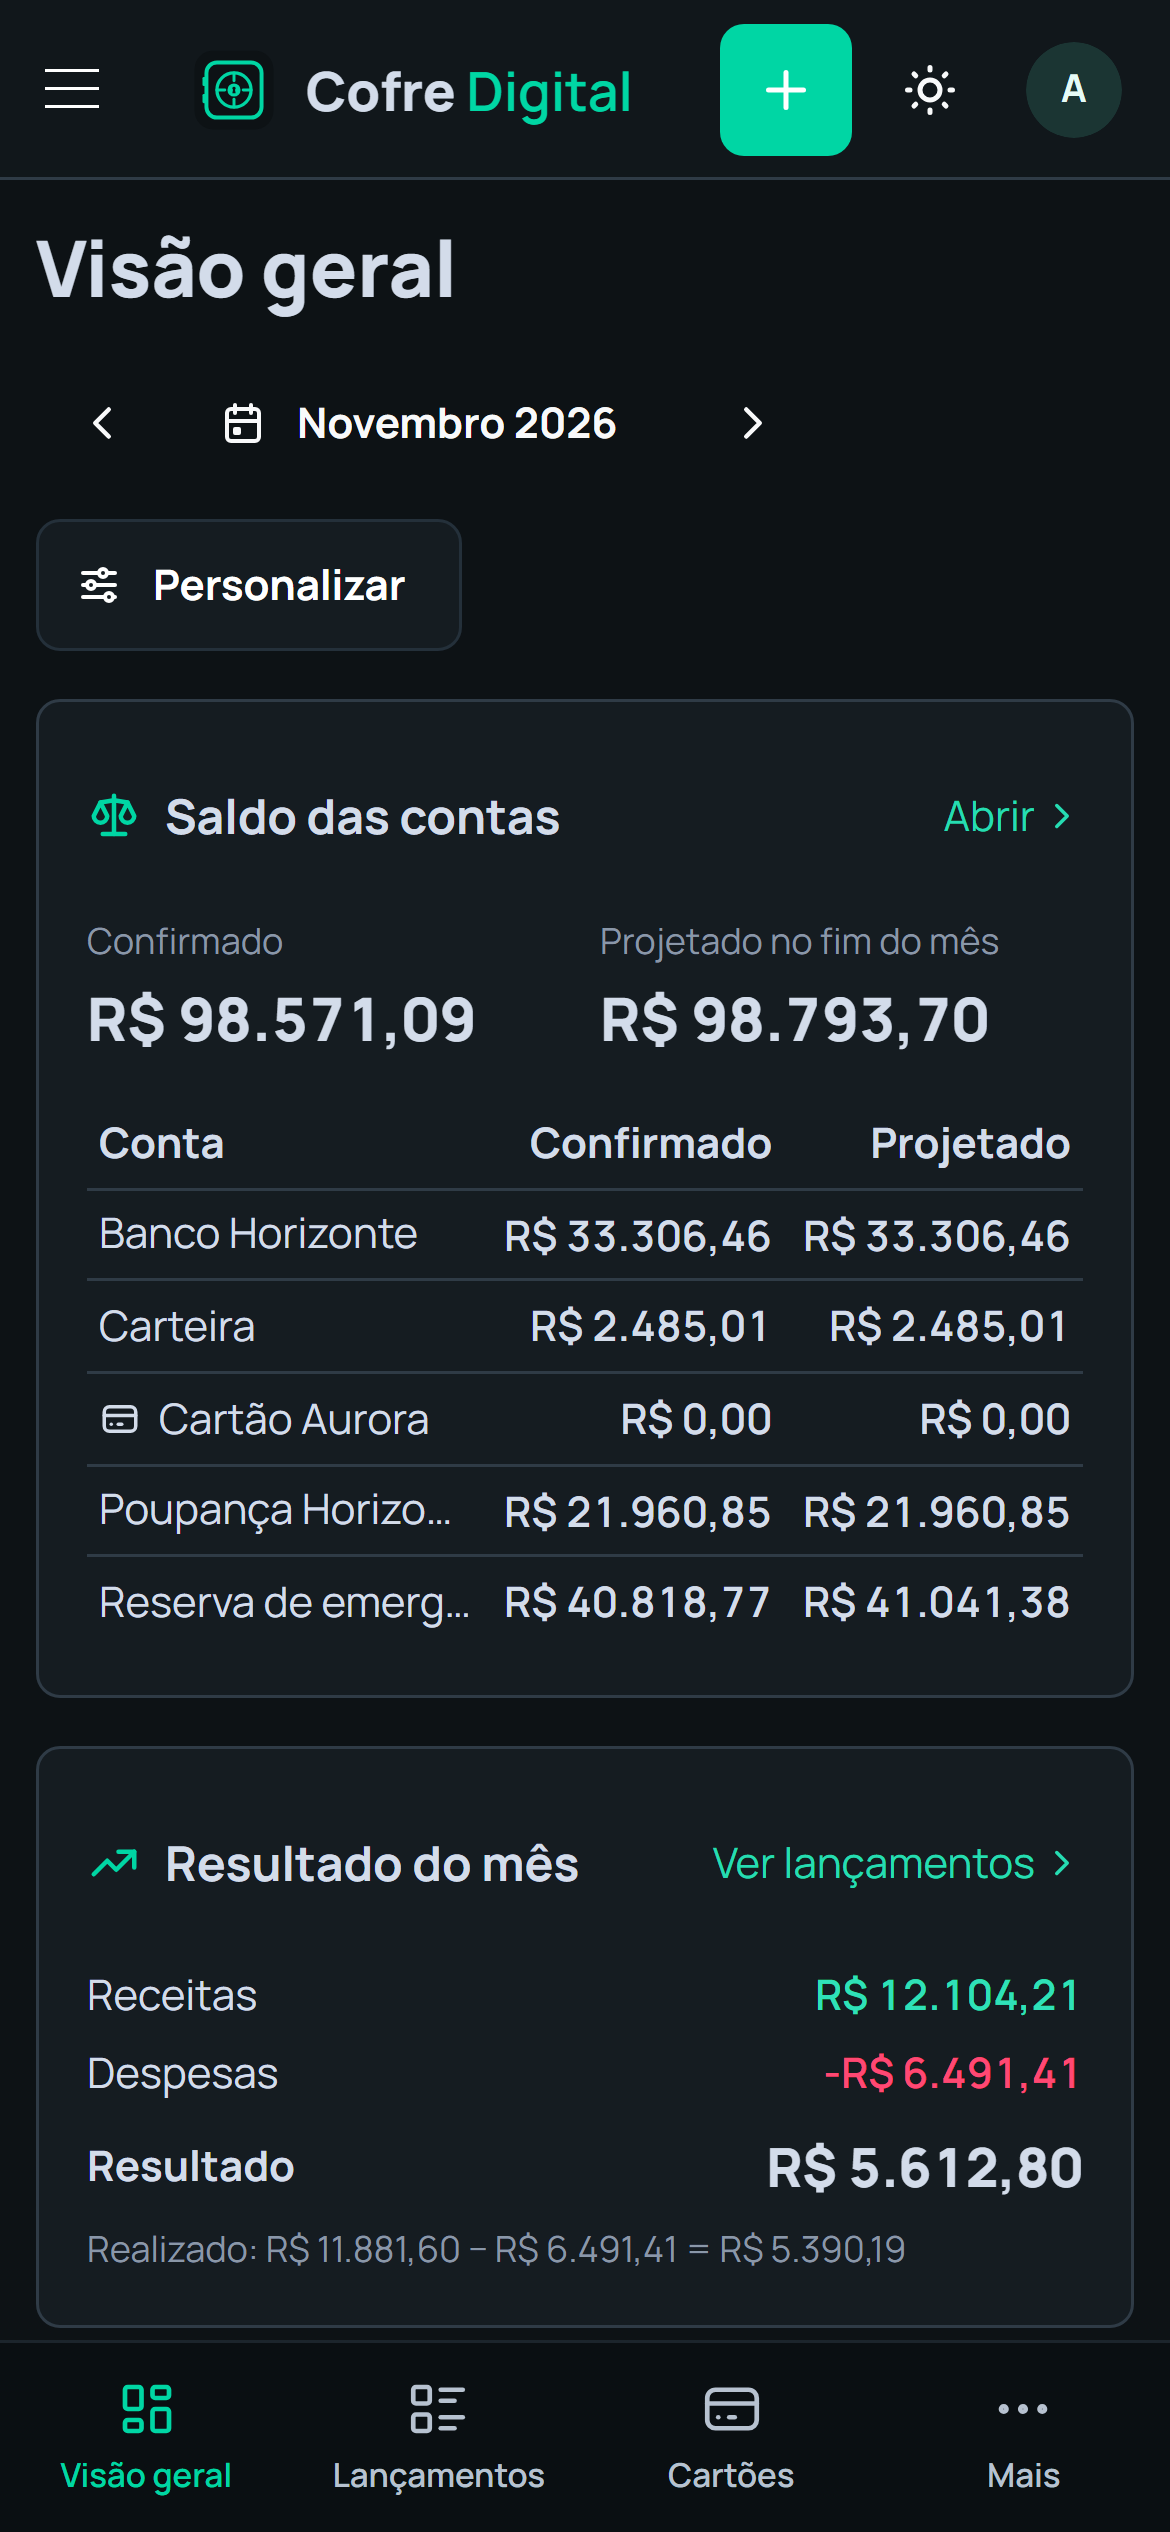 Cofre Digital
A
Visão geral
Novembro 2026
Personalizar
Saldo das contas
Abrir
Confirmado
Projetado no fim do mês
R$ 98.571,09
R$ 98.793,70
Conta Confirmado Projetado
Banco Horizonte R$ 33.306,46 R$ 33.306,46
Carteira R$ 2.485,01 R$ 2.485,01
Cartão Aurora R$ 0,00 R$ 0,00
Poupança Horizo... R$ 21.960,85 R$ 21.960,85
Reserva de emerg... R$ 40.818,77 R$ 41.041,38
Resultado do mês
Ver lançamentos
Receitas R$ 12.104,21
Despesas -R$ 6.491,41
Resultado R$ 5.612,80
Realizado: R$ 11.881,60 − R$ 6.491,41 = R$ 5.390,19
Visão geral
Lançamentos
Cartões
Mais